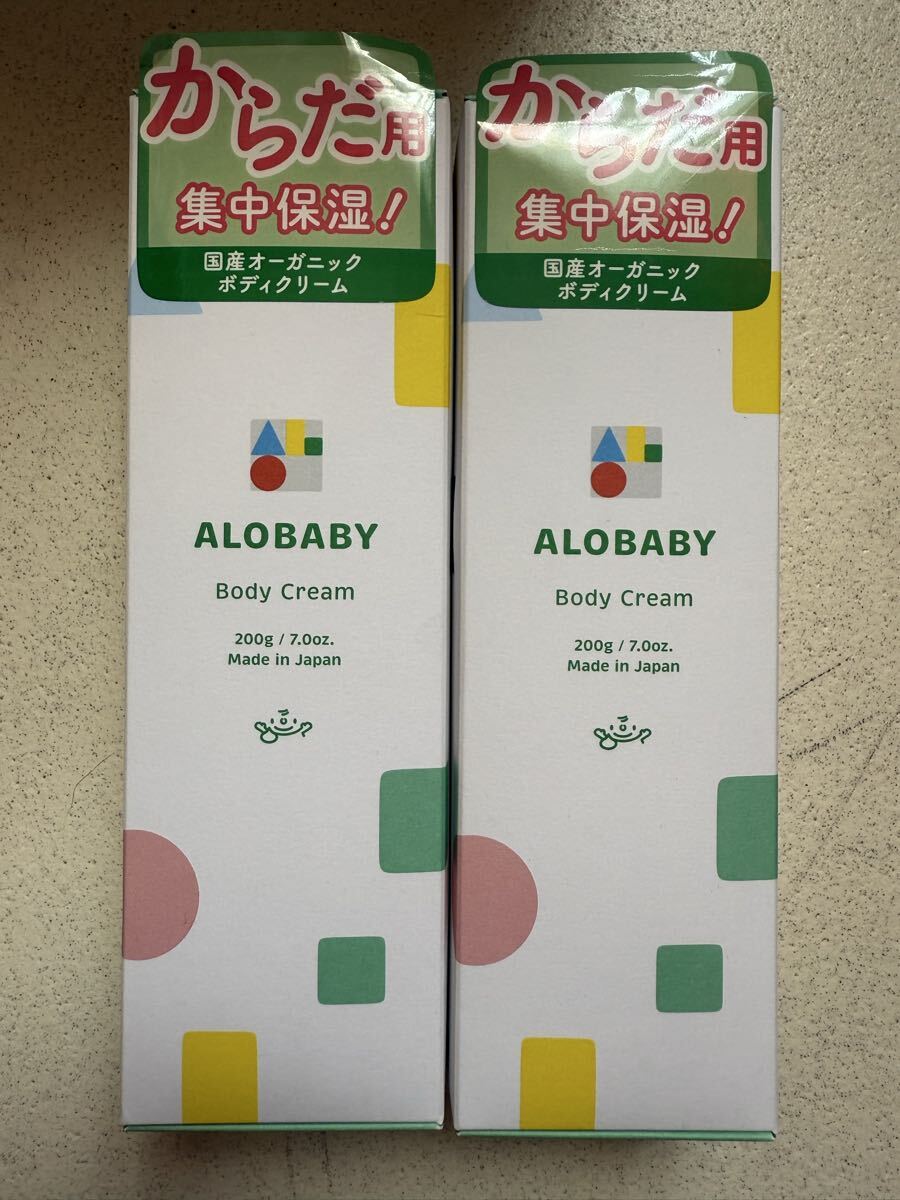 からだ用
集中保湿!
国産オーガニック
ボディクリーム
ALOBABY
Body Cream
200g / 7.0oz.
Made in Japan
からだ用
集中保湿!
国産オーガニック
ボディクリーム
ALOBABY
Body Cream
200g / 7.0oz.
Made in Japan